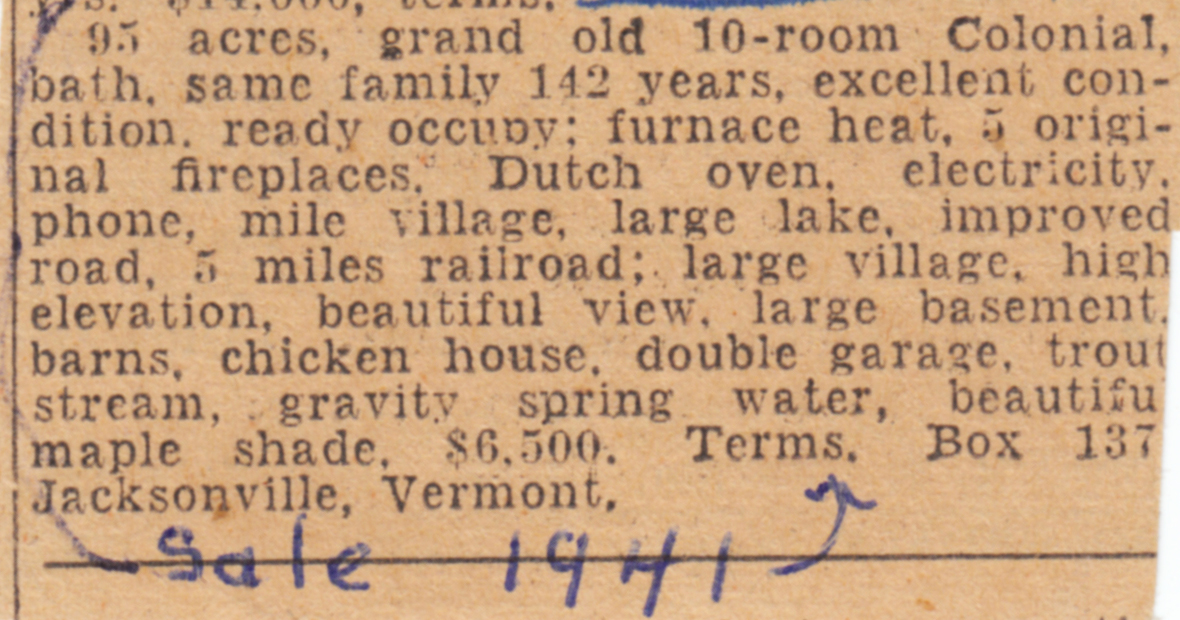 $14,000, terms.
95 acres, grand old 10-room Colonial,
bath, same family 142 years, excellent con-
dition, ready occupy; furnace heat, 5 origi-
nal fireplaces, Dutch oven, electricity,
phone, mile village, large lake, improved
road, 5 miles railroad; large village, high
elevation, beautiful view, large basement,
barns, chicken house, double garage, trout
stream, gravity spring water, beautifu
maple shade, $6,500. Terms. Box 137
Jacksonville, Vermont.
Sale 1941